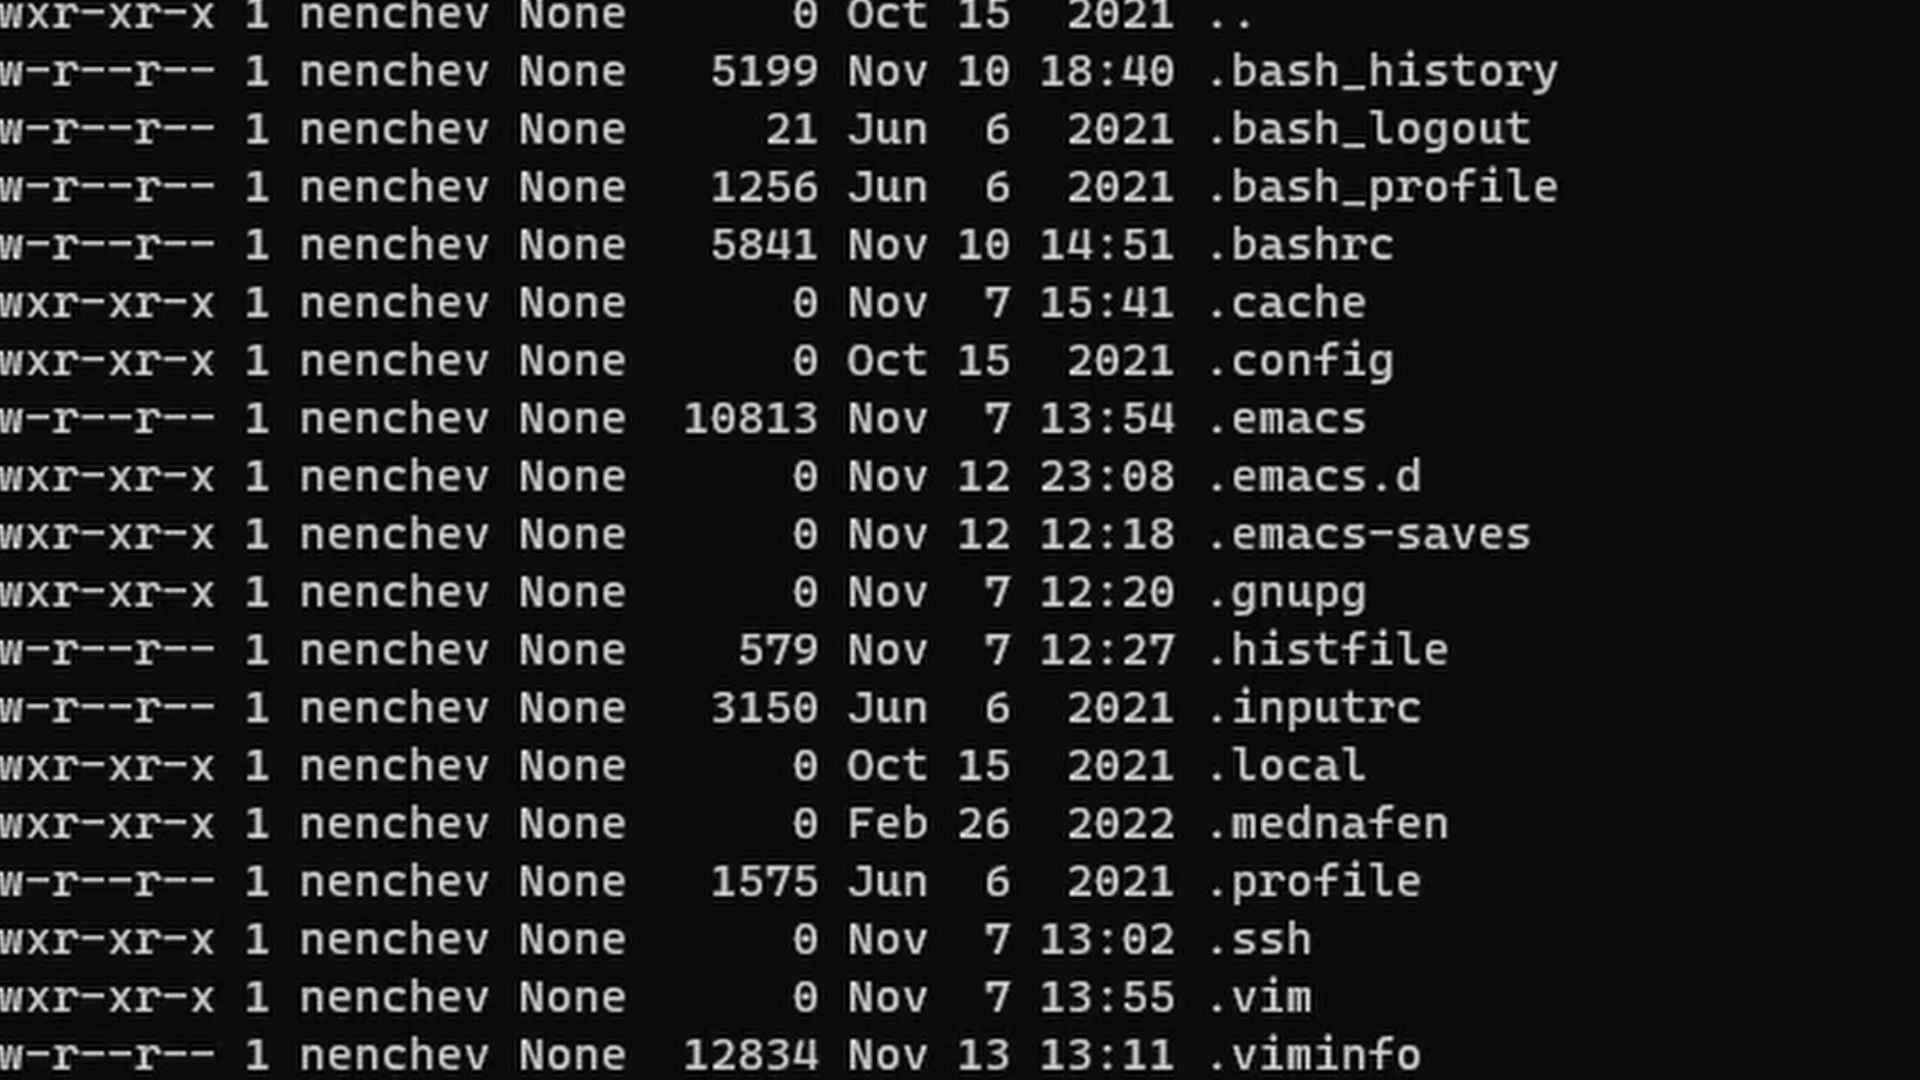 wxr-xr-x 1 nenchev None     0 Oct 15  2021 ..
w-r--r-- 1 nenchev None  5199 Nov 10 18:40 .bash_history
w-r--r-- 1 nenchev None    21 Jun  6  2021 .bash_logout
w-r--r-- 1 nenchev None  1256 Jun  6  2021 .bash_profile
w-r--r-- 1 nenchev None  5841 Nov 10 14:51 .bashrc
wxr-xr-x 1 nenchev None     0 Nov  7 15:41 .cache
wxr-xr-x 1 nenchev None     0 Oct 15  2021 .config
w-r--r-- 1 nenchev None 10813 Nov  7 13:54 .emacs
wxr-xr-x 1 nenchev None     0 Nov 12 23:08 .emacs.d
wxr-xr-x 1 nenchev None     0 Nov 12 12:18 .emacs-saves
wxr-xr-x 1 nenchev None     0 Nov  7 12:20 .gnupg
w-r--r-- 1 nenchev None   579 Nov  7 12:27 .histfile
w-r--r-- 1 nenchev None  3150 Jun  6  2021 .inputrc
wxr-xr-x 1 nenchev None     0 Oct 15  2021 .local
wxr-xr-x 1 nenchev None     0 Feb 26  2022 .mednafen
w-r--r-- 1 nenchev None  1575 Jun  6  2021 .profile
wxr-xr-x 1 nenchev None     0 Nov  7 13:02 .ssh
wxr-xr-x 1 nenchev None     0 Nov  7 13:55 .vim
w-r--r-- 1 nenchev None 12834 Nov 13 13:11 .viminfo